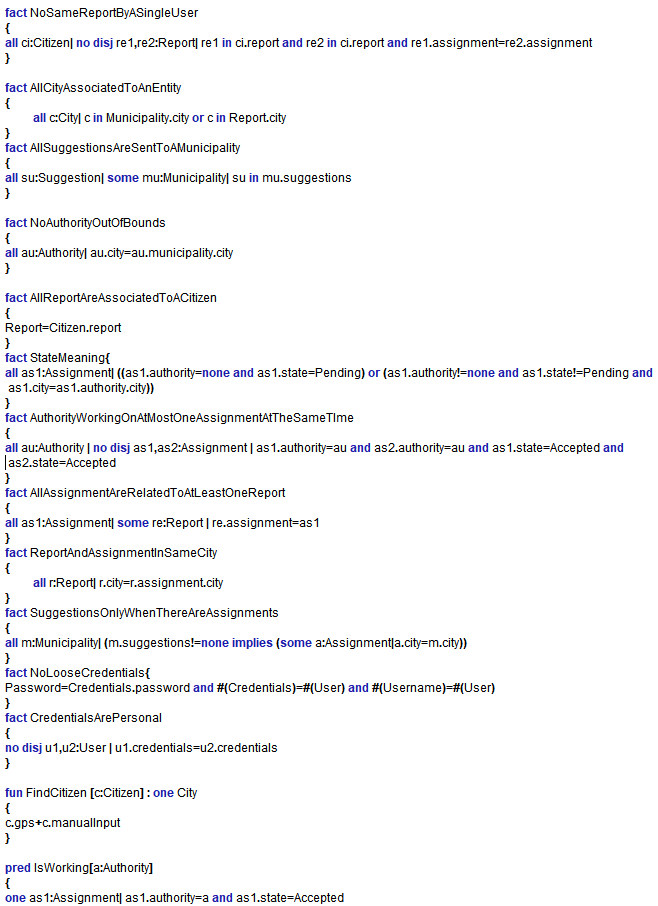 fact NoSameReportByASingleUser
{
all ci:Citizen| no disj re1,re2:Report| re1 in ci.report and re2 in ci.report and re1.assignment=re2.assignment
}
fact AllCityAssociatedToAnEntity
{
all c:City| c in Municipality.city or c in Report.city
}
fact AllSuggestionsAreSentToAMunicipality
{
all su:Suggestion| some mu:Municipality| su in mu.suggestions
}
fact NoAuthorityOutOfBounds
{
all au:Authority| au.city=au.municipality.city
}
fact AllReportAreAssociatedToACitizen
{
Report=Citizen.report
}
fact StateMeaning{
all as1:Assignment| ((as1.authority=none and as1.state=Pending) or (as1.authority!=none and as1.state!=Pending and
as1.city=as1.authority.city))
}
fact AuthorityWorkingOnAtMostOneAssignmentAtTheSameTIme
{
all au:Authority | no disj as1,as2:Assignment | as1.authority=au and as2.authority=au and as1.state=Accepted and
as2.state=Accepted
}
fact AllAssignmentAreRelatedToAtLeastOneReport
{
all as1:Assignment| some re:Report | re.assignment=as1
}
fact ReportAndAssignmentInSameCity
{
all r:Report| r.city=r.assignment.city
}
fact SuggestionsOnlyWhenThereAreAssignments
{
all m:Municipality| (m.suggestions!=none implies (some a:Assignment|a.city=m.city))
}
fact NoLooseCredentials{
Password=Credentials.password and #(Credentials)=#(User) and #(Username)=#(User)
}
fact CredentialsArePersonal
{
no disj u1,u2:User | u1.credentials=u2.credentials
}
fun FindCitizen [c:Citizen] : one City
{
c.gps+c.manualInput
}
pred IsWorking[a:Authority]
{
one as1:Assignment| as1.authority=a and as1.state=Accepted